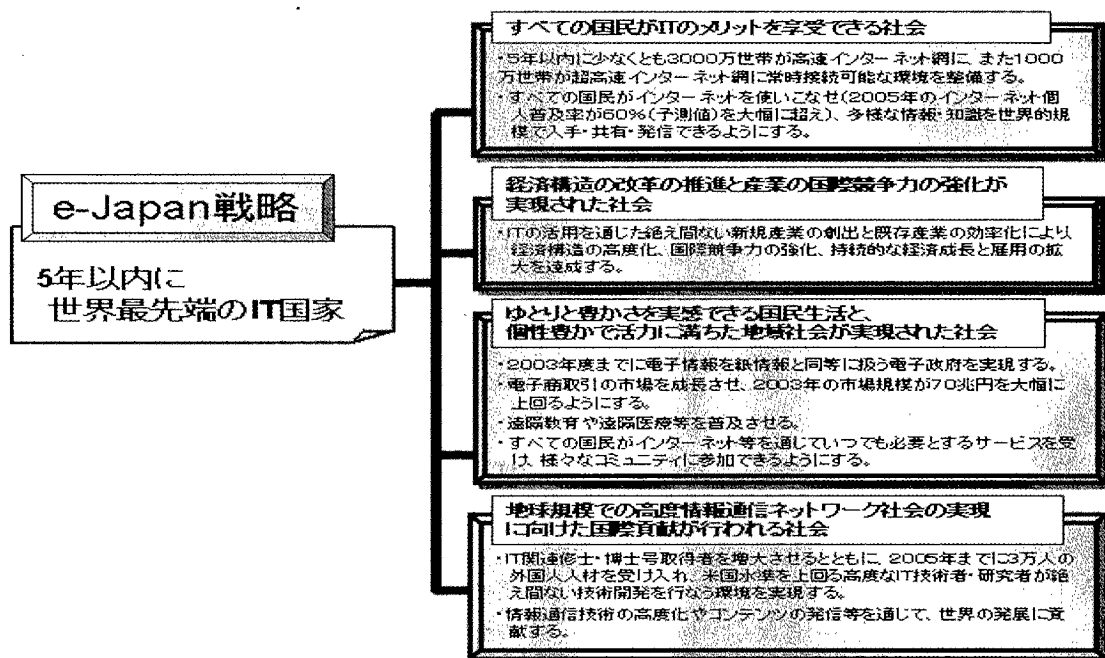 e-Japan戦略
5年以内に
世界最先端のIT国家
すべての国民がITのメリットを享受できる社会
・5年以内に少なくとも3000万世帯が高速インターネット網に、また1000
万世帯が超高速インターネット網に常時接続可能な環境を整備する。
・すべての国民がインターネットを使いこなせ(2005年のインターネット個
人普及率が60%(予測値)を大幅に超え)、多様な情報・知識を世界的規
模で入手・共有・発信できるようにする。
経済構造の改革の推進と産業の国際競争力の強化が
実現された社会
・ITの活用を通じた絶え間ない新規産業の創出と既存産業の効率化により
経済構造の高度化、国際競争力の強化、持続的な経済成長と雇用の拡
大を達成する。
ゆとりと豊かさを実感できる国民生活と、
個性豊かで活力に満ちた地域社会が実現された社会
・2003年度までに電子情報を紙情報と同等に扱う電子政府を実現する。
・電子商取引の市場を成長させ、2003年の市場規模が70兆円を大幅に
上回るようにする。
・遠隔教育や遠隔医療等を普及させる。
・すべての国民がインターネット等を通じていつでも必要とするサービスを受
け、様々なコミュニティに参加できるようにする。
地球規模での高度情報通信ネットワーク社会の実現
に向けた国際貢献が行われる社会
・IT関連修士・博士号取得者を増大させるとともに、2005年までに3万人の
外国人人材を受け入れ、米国水準を上回る高度なIT技術者・研究者が絶
え間ない技術開発を行なう環境を実現する。
・情報通信技術の高度化やコンテンツの発信等を通じて、世界の発展に貢
献する。